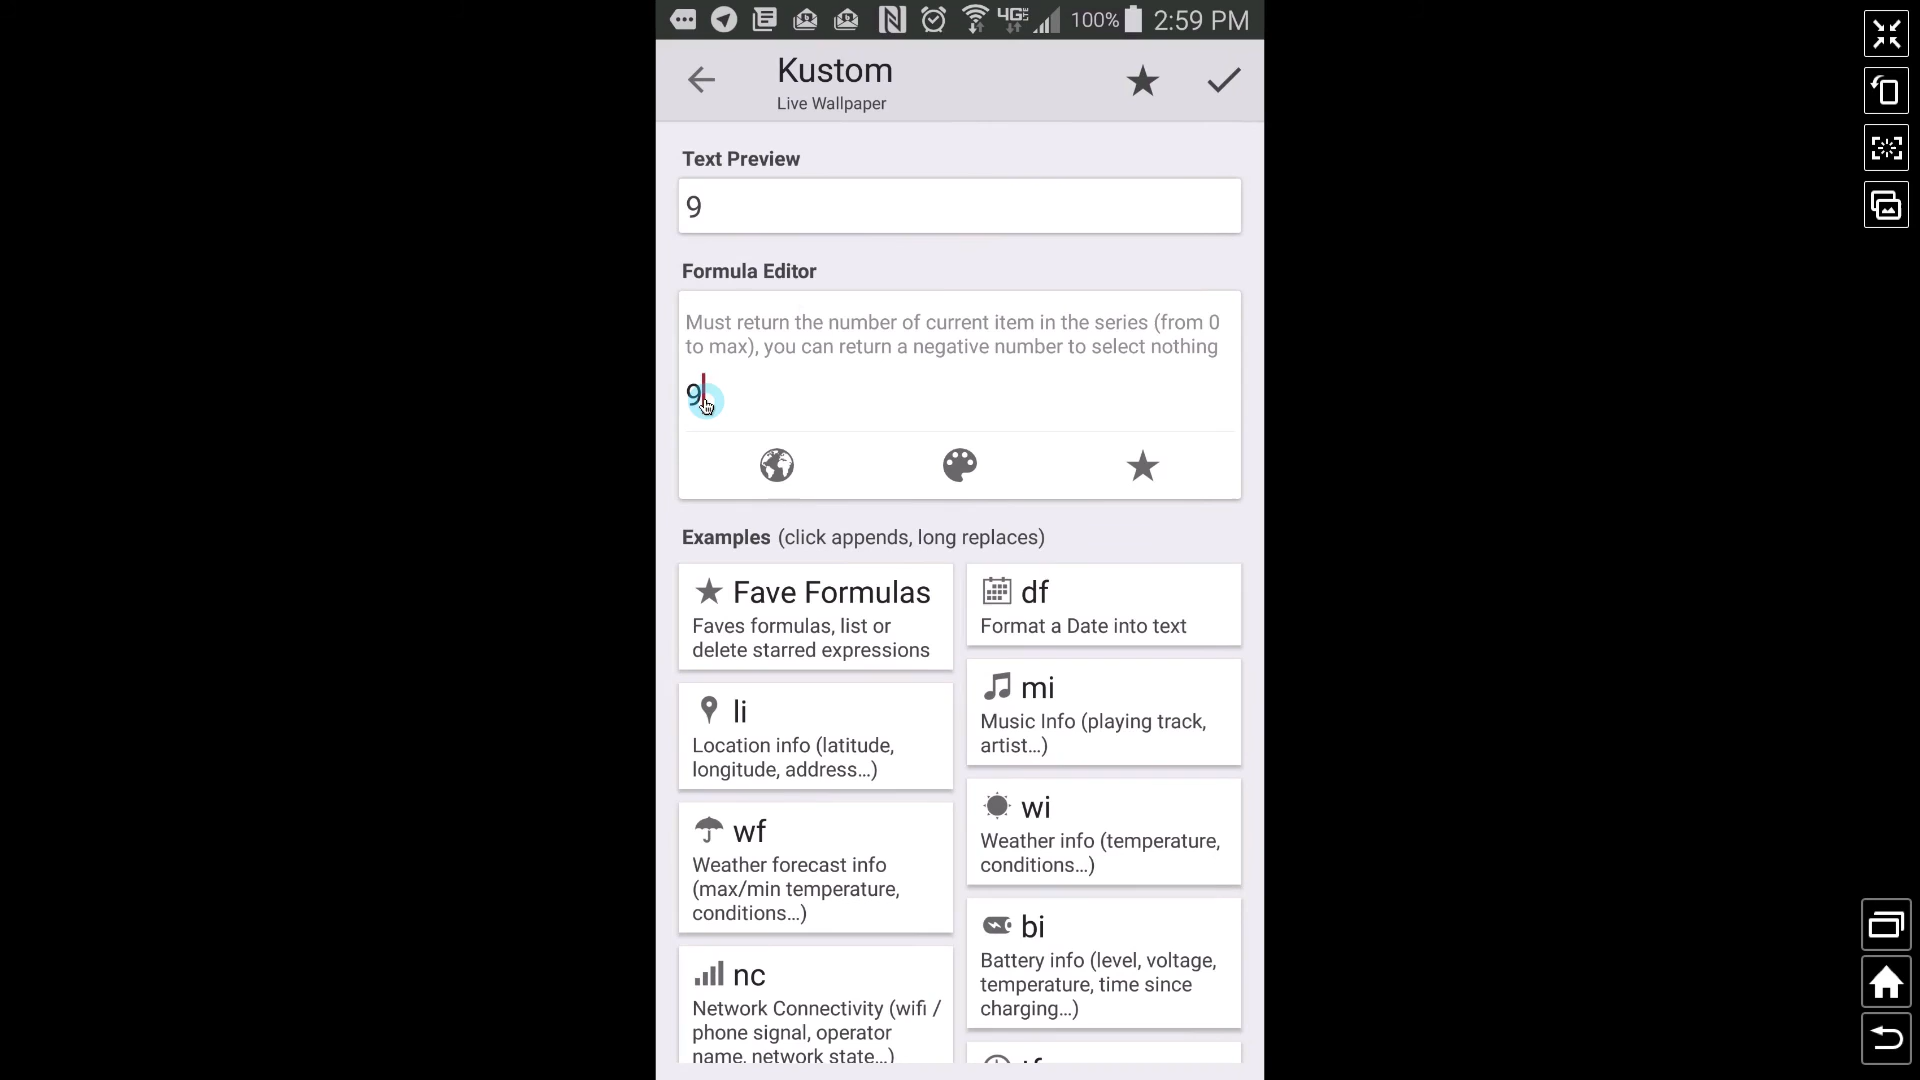 4G LTE 100% 2:59 PM
Kustom
Live Wallpaper
Text Preview
9
Formula Editor
Must return the number of current item in the series (from 0
to max), you can return a negative number to select nothing
9
Examples (click appends, long replaces)
Fave Formulas
Faves formulas, list or
delete starred expressions
df
Format a Date into text
li
Location info (latitude,
longitude, address...)
mi
Music Info (playing track,
artist...)
wf
Weather forecast info
(max/min temperature,
conditions...)
wi
Weather info (temperature,
conditions...)
nc
Network Connectivity (wifi /
phone signal, operator
name, network state...)
bi
Battery info (level, voltage,
temperature, time since
charging...)